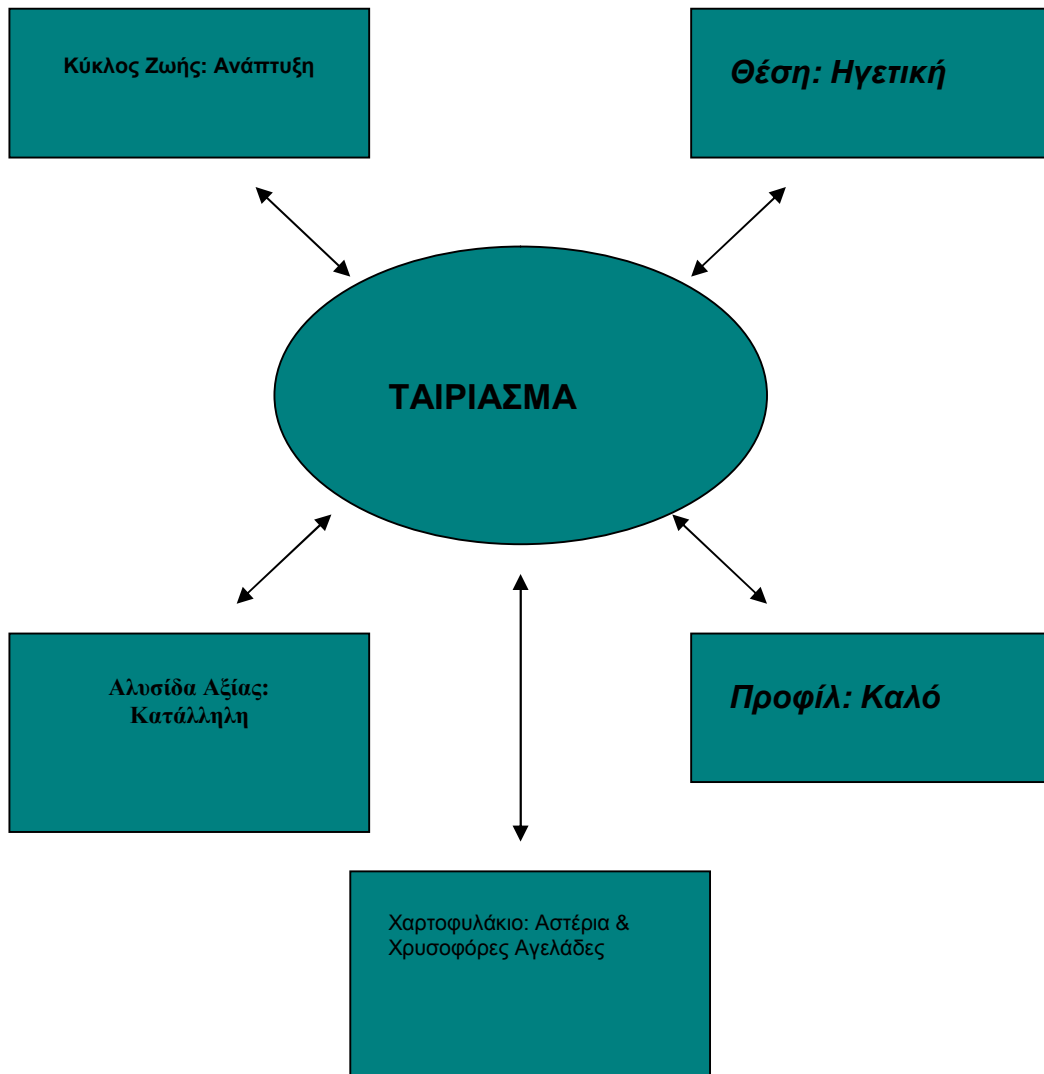 Κύκλος Ζωής: Ανάπτυξη
Θέση: Ηγετική
ΤΑΙΡΙΑΣΜΑ
Αλυσίδα Αξίας:
Κατάλληλη
Προφίλ: Καλό
Χαρτοφυλάκιο: Αστέρια &
Χρυσοφόρες Αγελάδες